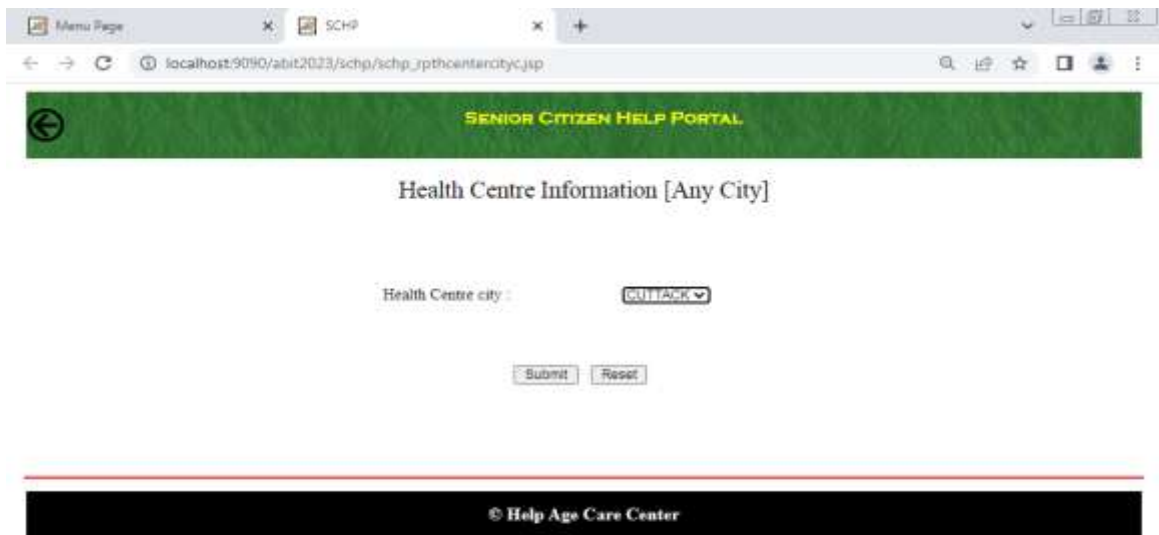 Menu Page
SCHP
localhost:9090/abit2023/schp/schp_rpthcentercityc.jsp
SENIOR CITIZEN HELP PORTAL
Health Centre Information [Any City]
Health Centre city :
CUTTACK
Submit
Reset
© Help Age Care Center